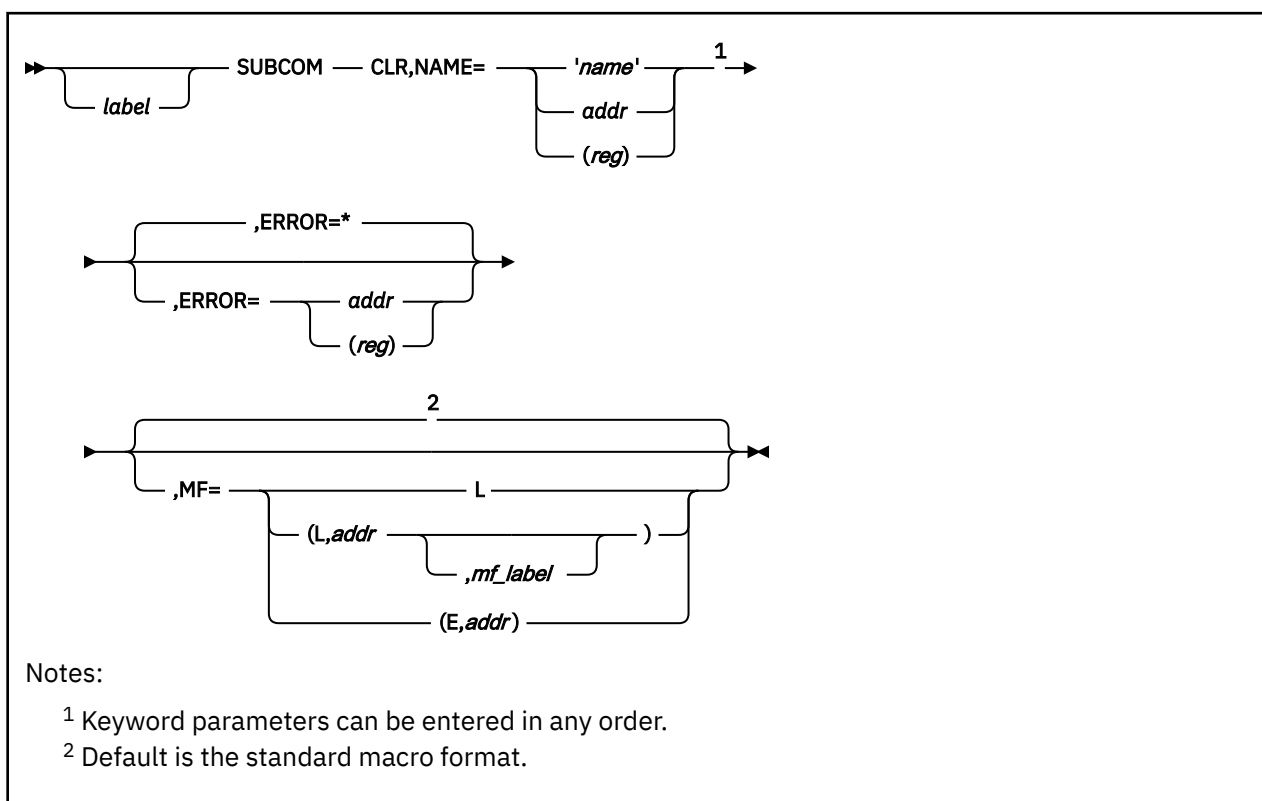 SUBCOM CLR,NAME= 'name' 1
label addr
(reg)
,ERROR=*
,ERROR= addr
(reg)
2
,MF= L
(L,addr )
,mf_label
(E,addr)
Notes:
1 Keyword parameters can be entered in any order.
2 Default is the standard macro format.